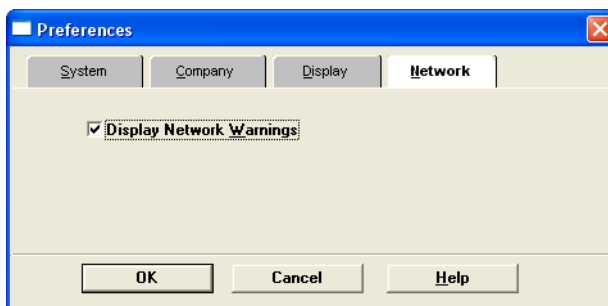 Preferences
System Company Display Network
Display Network Warnings
OK Cancel Help